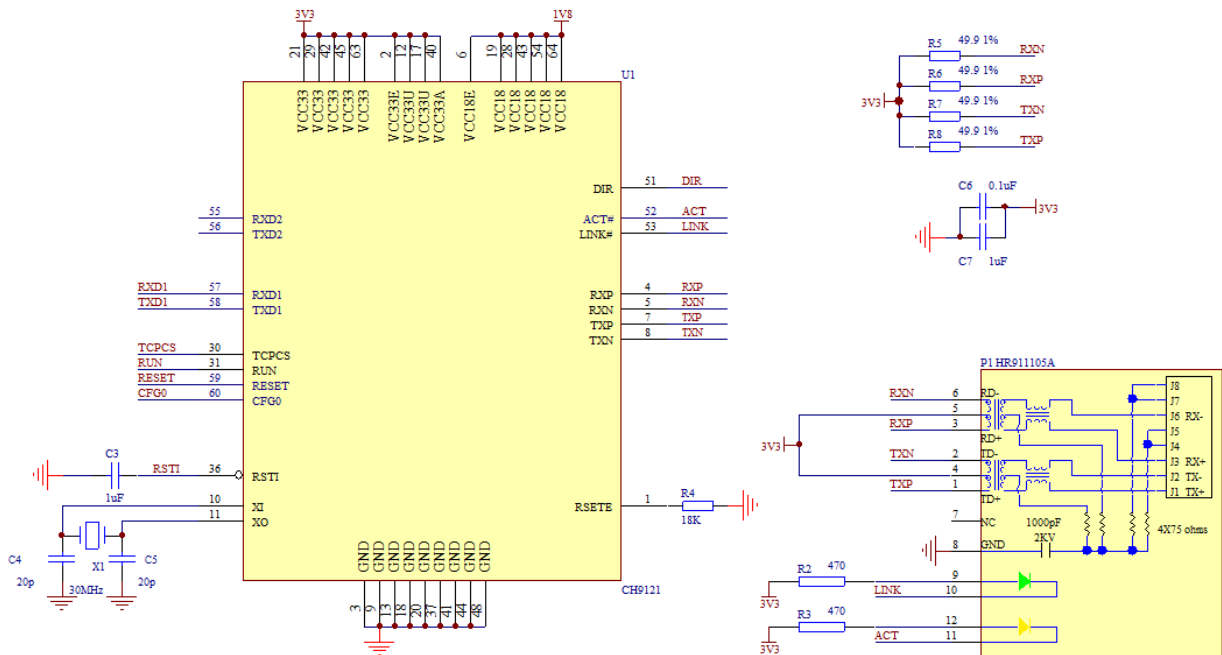 3V3
1V8
21 29 42 45 63 2 12 17 40 6 19 28 43 54 64
U1
VCC33 VCC33 VCC33 VCC33 VCC33 VCC33E VCC33U VCC33U VCC33A VCC18E VCC18 VCC18 VCC18 VCC18 VCC18
55 RXD2
56 TXD2
RXD1 57 RXD1
TXD1 58 TXD1
TCPCS 30 TCPCS
RUN 31 RUN
RESET 59 RESET
CFG0 60 CFG0
C3
1uF
RSTI 36 RSTI
10 XI
11 XO
C4
20p
X1
30MHz
C5
20p
DIR 51 DIR
ACT# 52 ACT
LINK# 53 LINK
RXP 4 RXP
RXN 5 RXN
TXP 7 TXP
TXN 8 TXN
RSETE 1
R4
18K
GND GND GND GND GND GND GND GND GND
3 9 13 18 20 37 41 44 48
CH9121
R5 49.9 1% RXN
R6 49.9 1% RXP
3V3
R7 49.9 1% TXN
R8 49.9 1% TXP
C6 0.1uF
3V3
C7 1uF
P1 HR911105A
RXN 6 RD-
5
RXP 3 RD+
3V3
TXN 2 TD-
4
TXP 1 TD+
7 NC
8 GND
1000pF
2KV
4X75 ohms
J8
J7
J6 RX-
J5
J4
J3 RX+
J2 TX-
J1 TX+
R2 470
9
3V3
LINK 10
R3 470
12
3V3
ACT 11